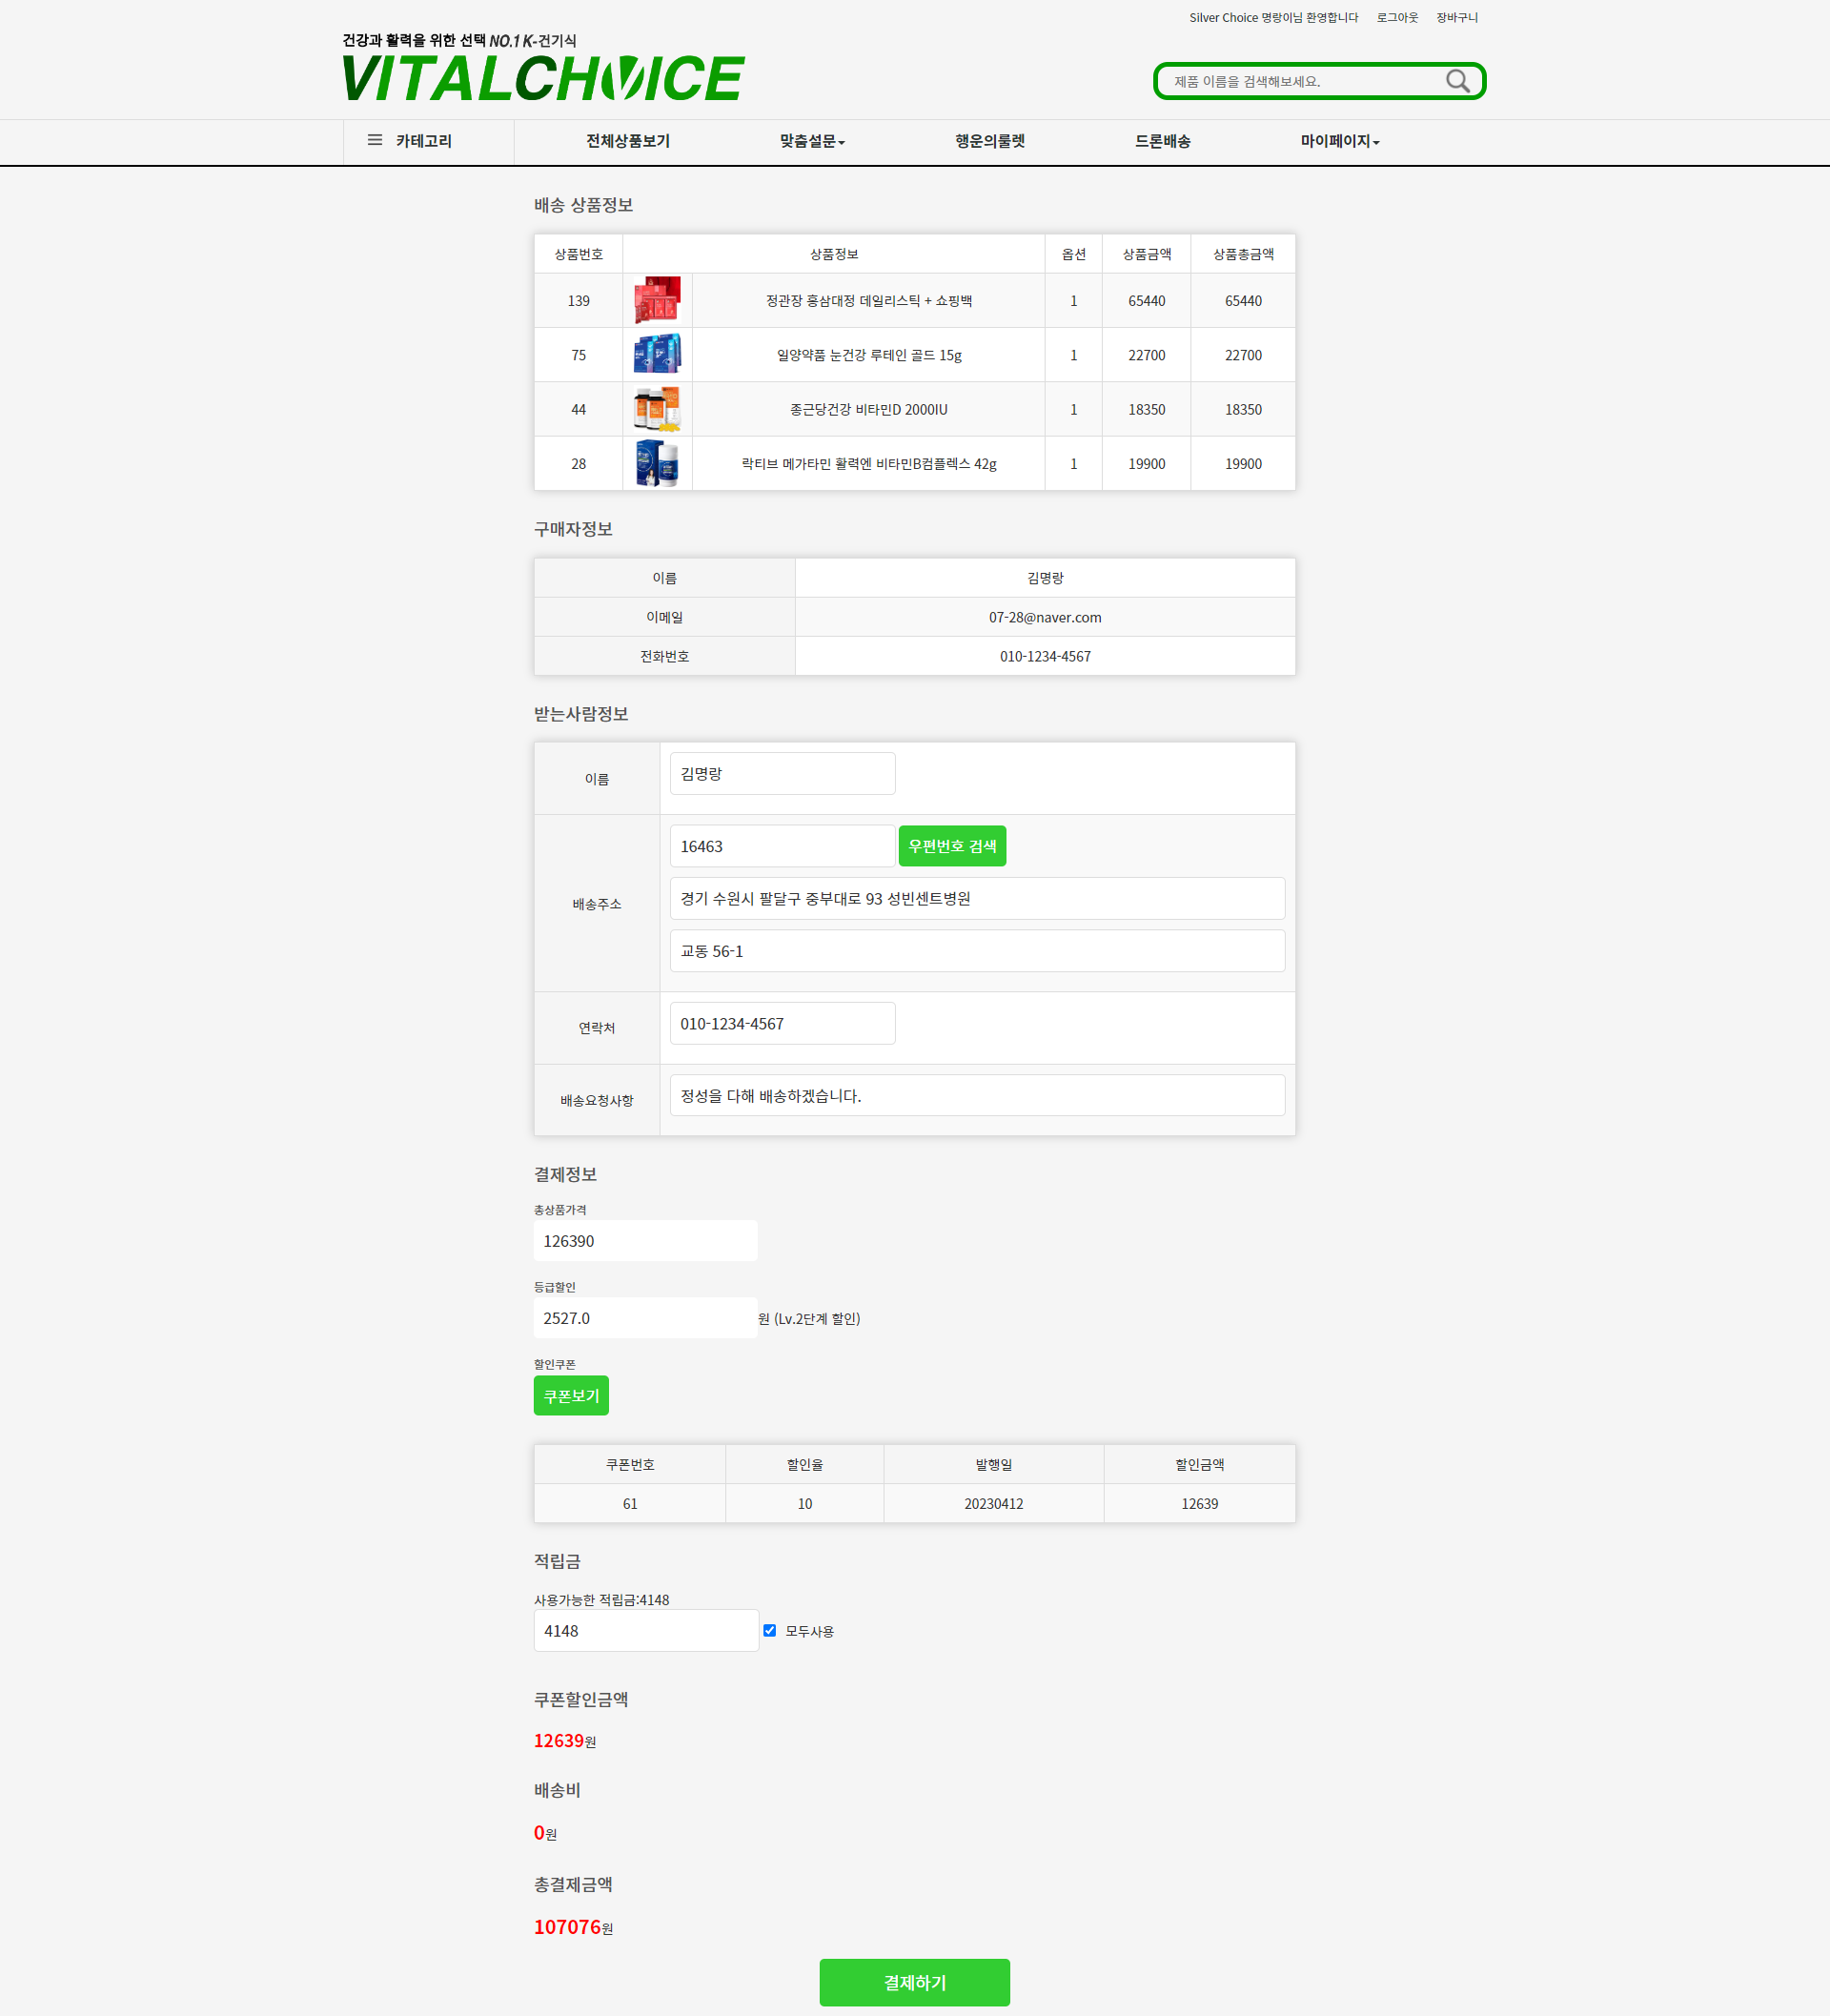 Silver Choice 명랑이님 환영합니다 로그아웃 장바구니
건강과 활력을 위한 선택 NO.1 K-건기식
VITALCHOICE
제품 이름을 검색해보세요.
카테고리 전체상품보기 맞춤설문 행운의룰렛 드론배송 마이페이지
배송 상품정보
상품번호 상품정보 옵션 상품금액 상품총금액
139 정관장 홍삼대정 데일리스틱 + 쇼핑백 1 65440 65440
75 일양약품 눈건강 루테인 골드 15g 1 22700 22700
44 종근당건강 비타민D 2000IU 1 18350 18350
28 락티브 메가타민 활력엔 비타민B컴플렉스 42g 1 19900 19900
구매자정보
이름 김명랑
이메일 07-28@naver.com
전화번호 010-1234-4567
받는사람정보
이름 김명랑
배송주소 16463 우편번호 검색
경기 수원시 팔달구 중부대로 93 성빈센트병원
교동 56-1
연락처 010-1234-4567
배송요청사항 정성을 다해 배송하겠습니다.
결제정보
총상품가격
126390
등급할인
2527.0 원 (Lv.2단계 할인)
할인쿠폰
쿠폰보기
쿠폰번호 할인율 발행일 할인금액
61 10 20230412 12639
적립금
사용가능한 적립금:4148
4148 모두사용
쿠폰할인금액
12639원
배송비
0원
총결제금액
107076원
결제하기